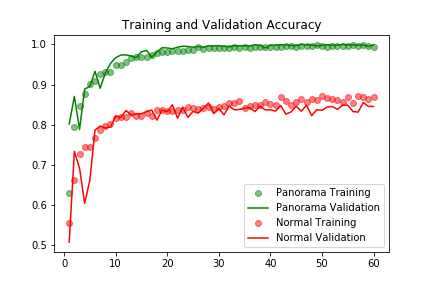 Training and Validation Accuracy
1.0
0.9
0.8
0.7
0.6
0.5
Panorama Training
Panorama Validation
Normal Training
Normal Validation
0 10 20 30 40 50 60